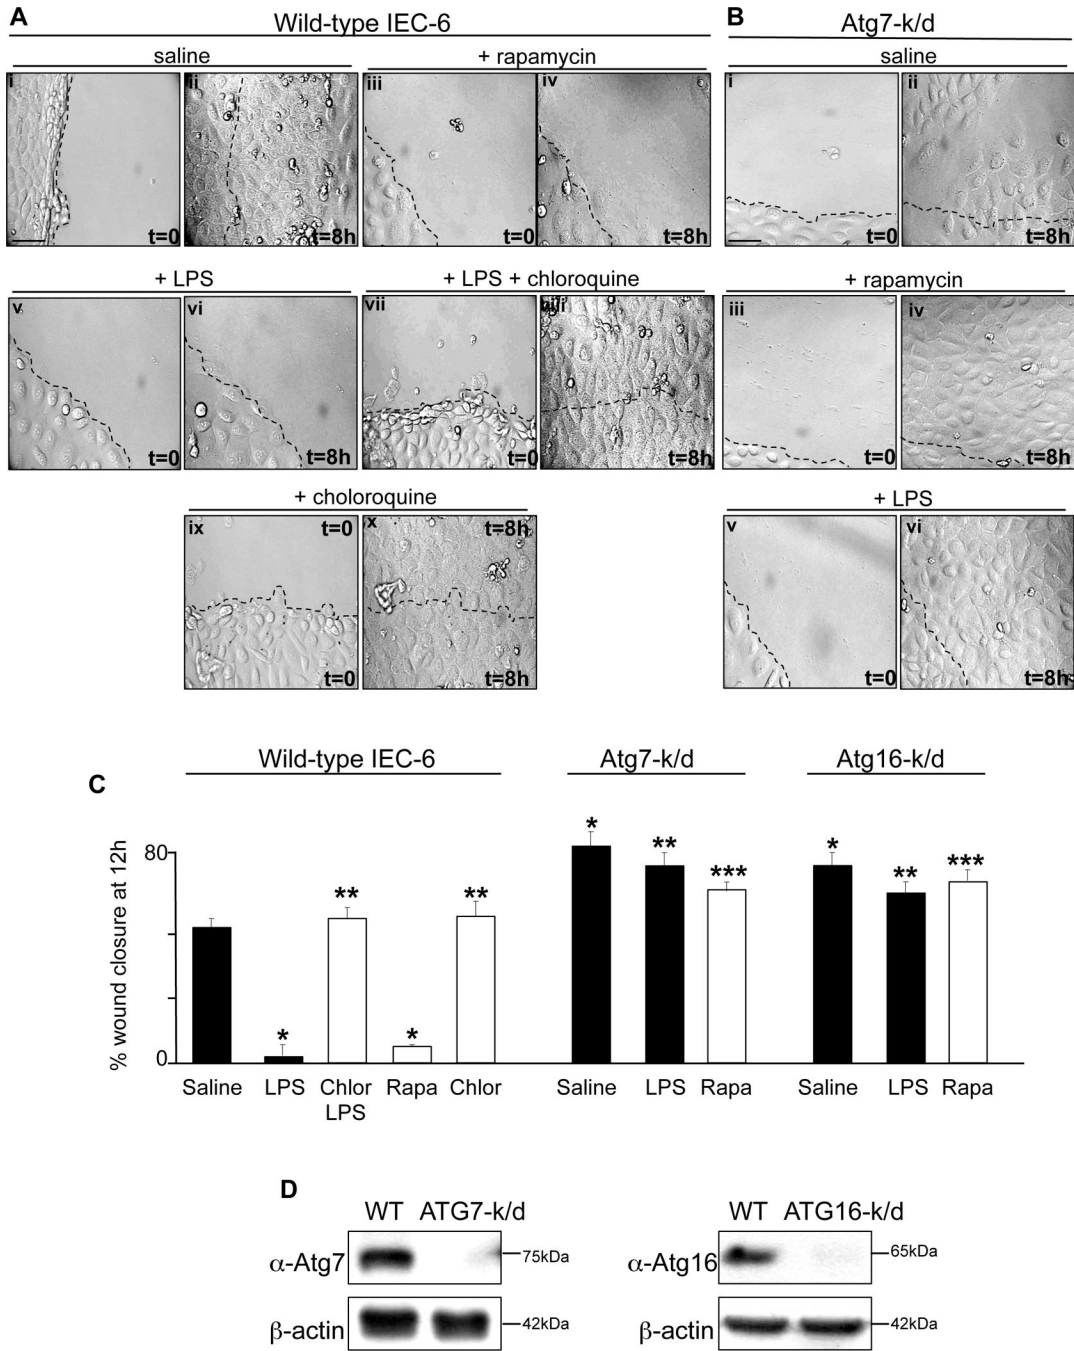 A
Wild-type IEC-6
B
Atg7-k/d
saline
+ rapamycin
saline
i
ii
iii
iv
i
ii
t=0
t=8h
t=0
t=8h
t=0
t=8h
+ LPS
+ LPS + chloroquine
+ rapamycin
v
vi
vii
viii
iii
iv
t=0
t=8h
t=0
t=8h
t=0
t=8h
+ choloroquine
+ LPS
ix
t=0
x
t=8h
v
vi
t=0
t=8h
t=0
t=8h
Wild-type IEC-6
Atg7-k/d
Atg16-k/d
C
% wound closure at 12h
80
0
*
**
*
**
*
**
***
*
**
***
Saline
LPS
Chlor
LPS
Rapa
Chlor
Saline
LPS
Rapa
Saline
LPS
Rapa
D
WT
ATG7-k/d
WT
ATG16-k/d
α-Atg7
75kDa
α-Atg16
65kDa
β-actin
42kDa
β-actin
42kDa